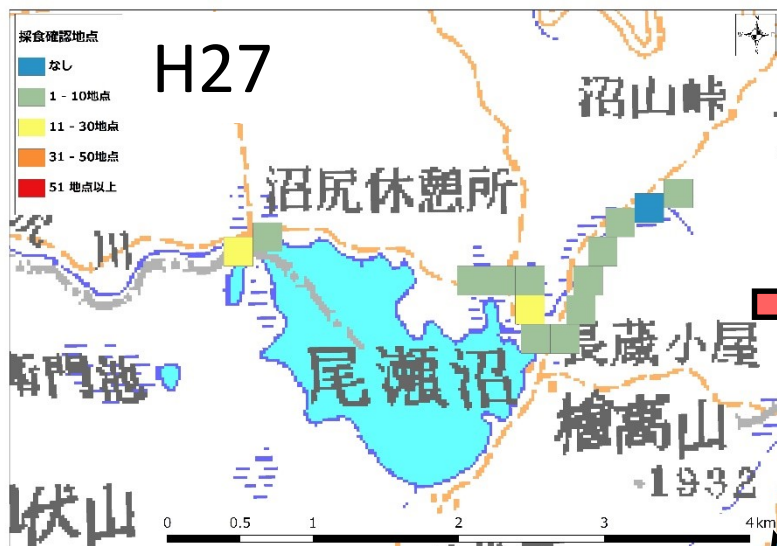 採食確認地点
なし
1 - 10地点
11 - 30地点
31 - 50地点
51 地点以上
H27
沼山峠
沼尻休憩所
川
長蔵小屋
尾瀬沼
檜高山
1932
伏山
0 0.5 1 2 3 4 km